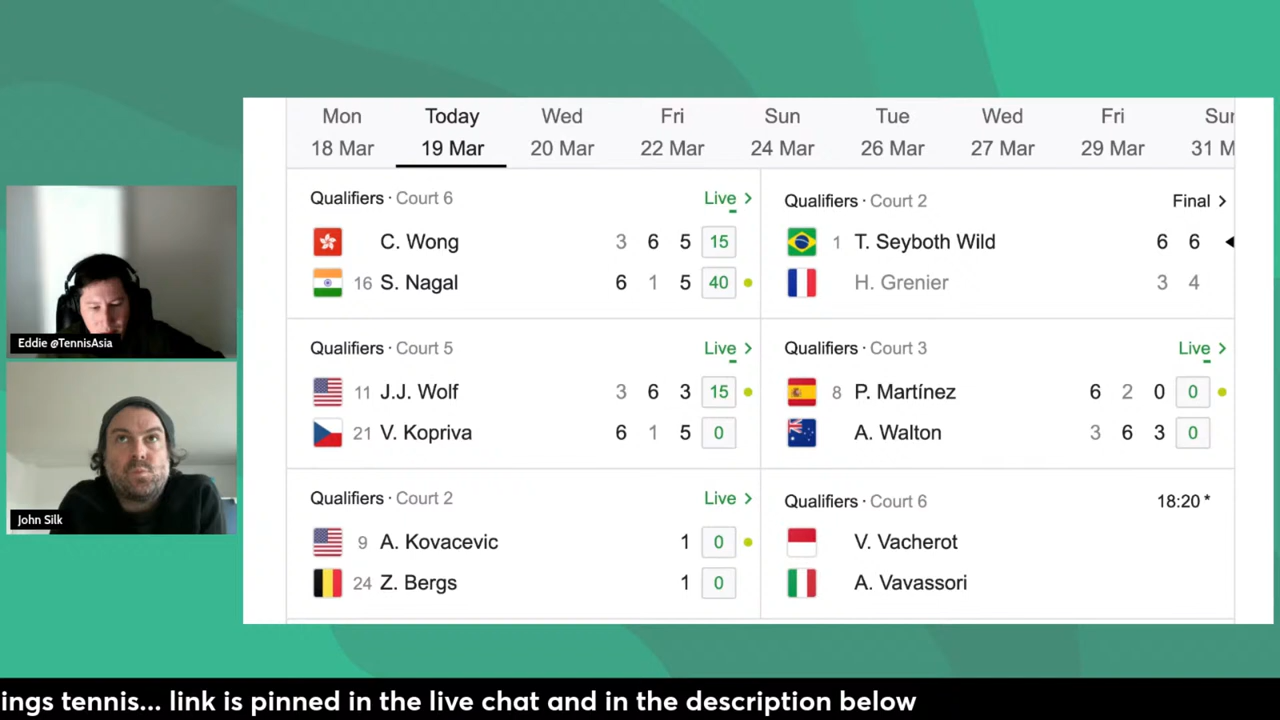 Mon Today Wed Fri Sun Tue Wed Fri Sur
18 Mar 19 Mar 20 Mar 22 Mar 24 Mar 26 Mar 27 Mar 29 Mar 31 M
Qualifiers · Court 6 Live
C. Wong 3 6 5 15
16 S. Nagal 6 1 5 40
Qualifiers · Court 2 Final
1 T. Seyboth Wild 6 6
H. Grenier 3 4
Qualifiers · Court 5 Live
11 J.J. Wolf 3 6 3 15
21 V. Kopriva 6 1 5 0
Qualifiers · Court 3 Live
8 P. Martínez 6 2 0 0
A. Walton 3 6 3 0
Qualifiers · Court 2 Live
9 A. Kovacevic 1 0
24 Z. Bergs 1 0
Qualifiers · Court 6 18:20 *
V. Vacherot
A. Vavassori
Eddie @TennisAsia
John Silk
ings tennis... link is pinned in the live chat and in the description below